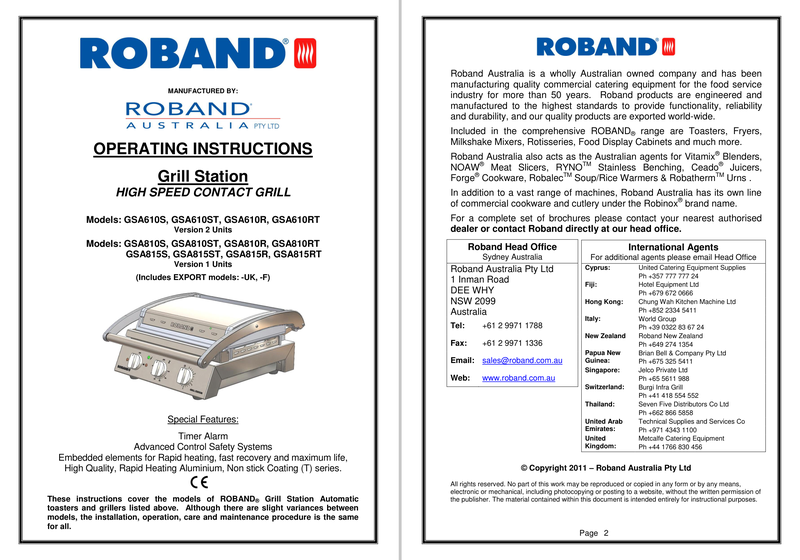 ROBAND®
MANUFACTURED BY:
ROBAND®
AUSTRALIA PTY LTD
OPERATING INSTRUCTIONS
Grill Station
HIGH SPEED CONTACT GRILL
Models: GSA610S, GSA610ST, GSA610R, GSA610RT
Version 2 Units
Models: GSA810S, GSA810ST, GSA810R, GSA810RT
GSA815S, GSA815ST, GSA815R, GSA815RT
Version 1 Units
(Includes EXPORT models: -UK, -F)
ROBAND
Special Features:
Timer Alarm
Advanced Control Safety Systems
Embedded elements for Rapid heating, fast recovery and maximum life,
High Quality, Rapid Heating Aluminium, Non stick Coating (T) series.
CE
These instructions cover the models of ROBAND® Grill Station Automatic
toasters and grillers listed above. Although there are slight variances between
models, the installation, operation, care and maintenance procedure is the same
for all.
ROBAND®
Roband Australia is a wholly Australian owned company and has been
manufacturing quality commercial catering equipment for the food service
industry for more than 50 years. Roband products are engineered and
manufactured to the highest standards to provide functionality, reliability
and durability, and our quality products are exported world-wide.
Included in the comprehensive ROBAND® range are Toasters, Fryers,
Milkshake Mixers, Rotisseries, Food Display Cabinets and much more.
Roband Australia also acts as the Australian agents for Vitamix® Blenders,
NOAW® Meat Slicers, RYNO™ Stainless Benching, Ceado® Juicers,
Forge® Cookware, Robalec™ Soup/Rice Warmers & Robatherm™ Urns .
In addition to a vast range of machines, Roband Australia has its own line
of commercial cookware and cutlery under the Robinox® brand name.
For a complete set of brochures please contact your nearest authorised
dealer or contact Roband directly at our head office.
Roband Head Office
Sydney Australia
Roband Australia Pty Ltd
1 Inman Road
DEE WHY
NSW 2099
Australia
Tel: +61 2 9971 1788
Fax: +61 2 9971 1336
Email: sales@roband.com.au
Web: www.roband.com.au
International Agents
For additional agents please email Head Office
Cyprus: United Catering Equipment Supplies
Ph +357 777 777 24
Fiji: Hotel Equipment Ltd
Ph +679 672 0666
Hong Kong: Chung Wah Kitchen Machine Ltd
Ph +852 2334 5411
Italy: World Group
Ph +39 0322 83 67 24
New Zealand Roband New Zealand
Ph +649 274 1354
Papua New Brian Bell & Company Pty Ltd
Guinea: Ph +675 325 5411
Singapore: Jelco Private Ltd
Ph +65 5611 988
Switzerland: Burgi Infra Grill
Ph +41 418 554 552
Thailand: Seven Five Distributors Co Ltd
Ph +662 866 5858
United Arab Technical Supplies and Services Co
Emirates: Ph +971 4343 1100
United Metcalfe Catering Equipment
Kingdom: Ph +44 1766 830 456
© Copyright 2011 – Roband Australia Pty Ltd
All rights reserved. No part of this work may be reproduced or copied in any form or by any means,
electronic or mechanical, including photocopying or posting to a website, without the written permission of
the publisher. The material contained within this document is intended entirely for instructional purposes.
Page 2